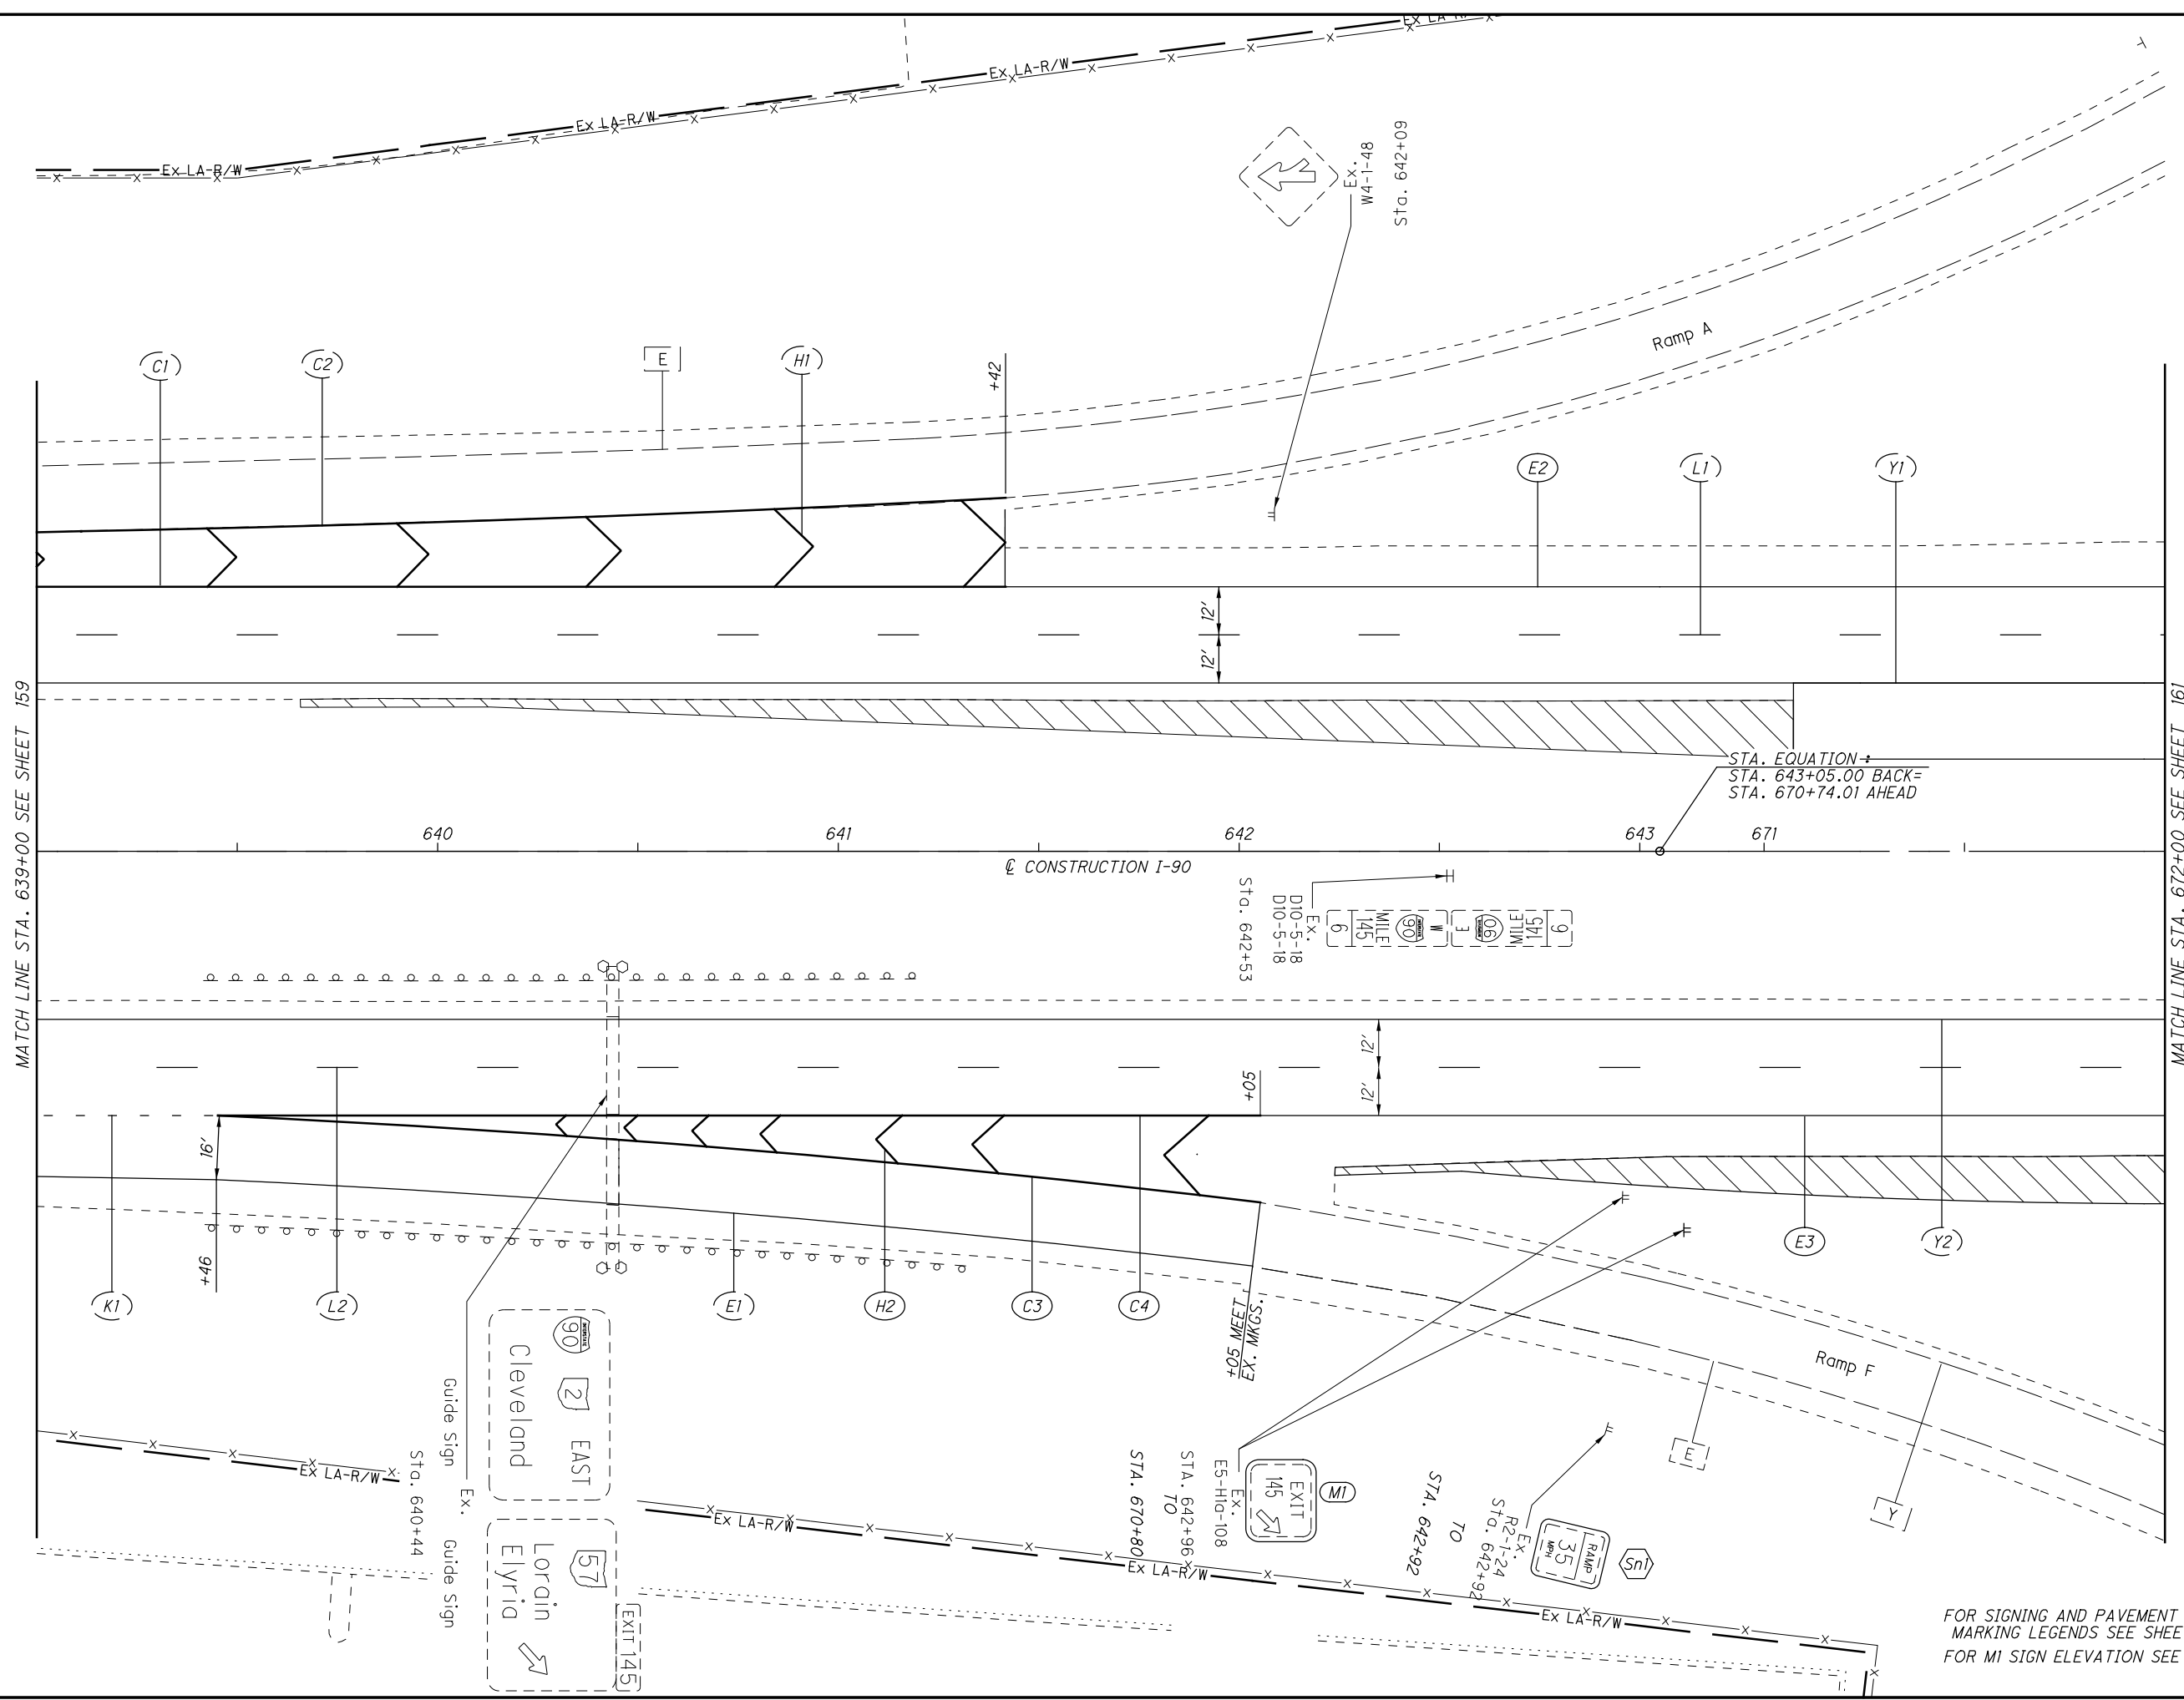 Ex LA-R/W
Ex LA-R/W
Ex LA-R/W
Ex.
W4-1-48
Sta. 642+09
Ramp A
C1
C2
E
H1
+42
E2
L1
Y1
12'
12'
MATCH LINE STA. 639+00 SEE SHEET 159
MATCH LINE STA. 672+00 SEE SHEET 161
STA. EQUATION :
STA. 643+05.00 BACK=
STA. 670+74.01 AHEAD
640
641
642
643
671
℄ CONSTRUCTION I-90
Sta. 642+53
Ex.
D10-5-18
D10-5-18
W
90
MILE
145
6
E
90
MILE
145
6
12'
12'
+05
16'
+46
K1
L2
E1
H2
C3
C4
E3
Y2
+05 MEET
EX. MKGS.
Ramp F
E
Y
Ex.
Guide Sign
Sta. 640+44
Guide Sign
90
2
EAST
Cleveland
EXIT 145
57
Lorain
Elyria
Ex LA-R/W
Ex LA-R/W
Ex LA-R/W
Ex LA-R/W
Ex.
E5-H1a-108
STA. 642+96
TO
STA. 670+80
EXIT
145
M1
Ex.
R2-1-24
Sta. 642+92
TO
STA. 642+92
RAMP
35
MPH
Sn1
FOR SIGNING AND PAVEMENT
MARKING LEGENDS SEE SHEE
FOR M1 SIGN ELEVATION SEE